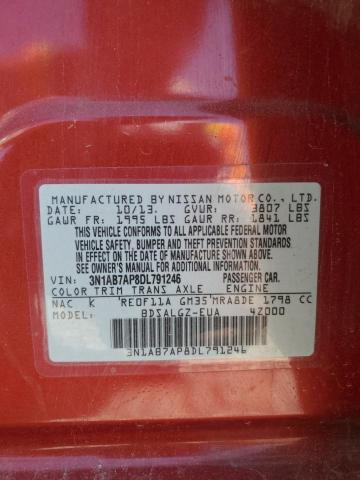 MANUFACTURED BY NISSAN MOTOR CO., LTD.
DATE: 10/13. GVWR: 3807 LBS
GAWR FR: 1995 LBS GAWR RR: 1841 LBS
THIS VEHICLE CONFORMS TO ALL APPLICABLE FEDERAL MOTOR
VEHICLE SAFETY, BUMPER AND THEFT PREVENTION STANDARDS IN
EFFECT ON THE DATE OF MANUFACTURE SHOWN ABOVE.
SEE OWNER'S MANUAL FOR ADDITIONAL INFORMATION.
VIN: 3N1AB7AP8DL791246 PASSENGER CAR
COLOR TRIM TRANS AXLE ENGINE
NAC K RE0F11A GM35 MRA8DE 1798 CC
BDSALGZ-EUA 4Z000
3N1AB7AP8DL791246